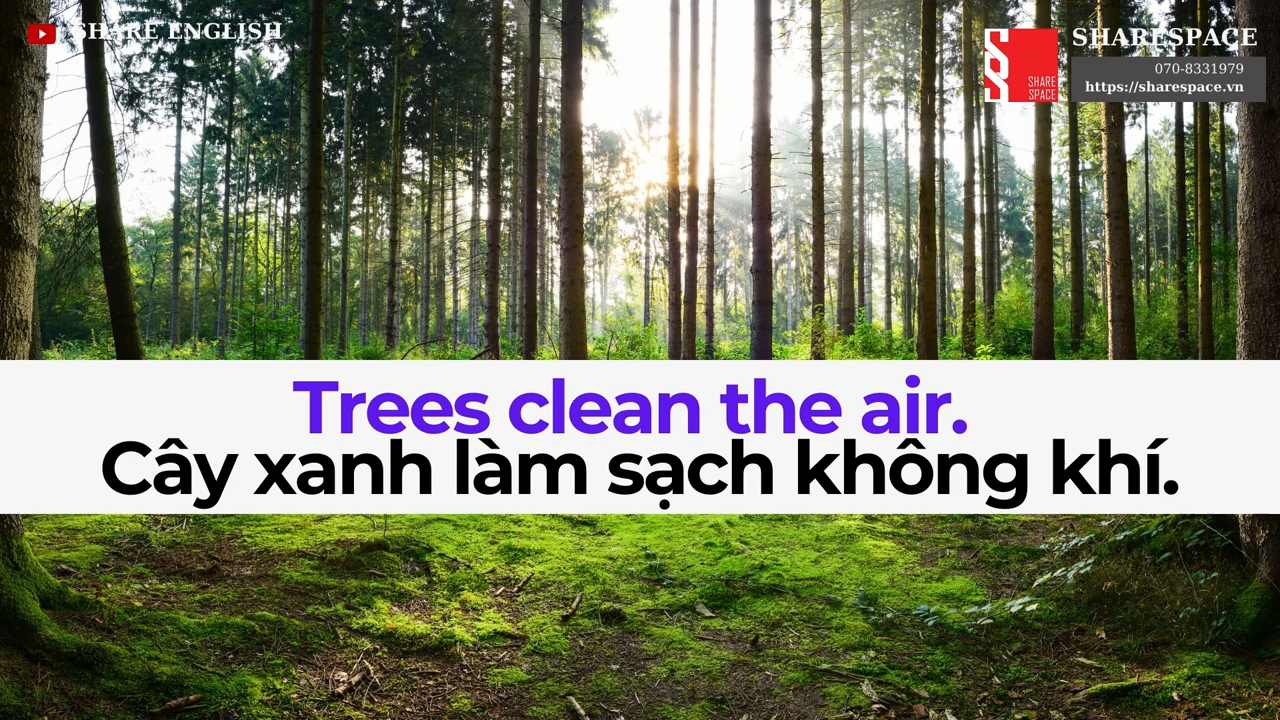 SHARE ENGLISH
SHARESPACE
070-8331979
https://sharespace.vn
SHARE
SPACE
Trees clean the air.
Cây xanh làm sạch không khí.